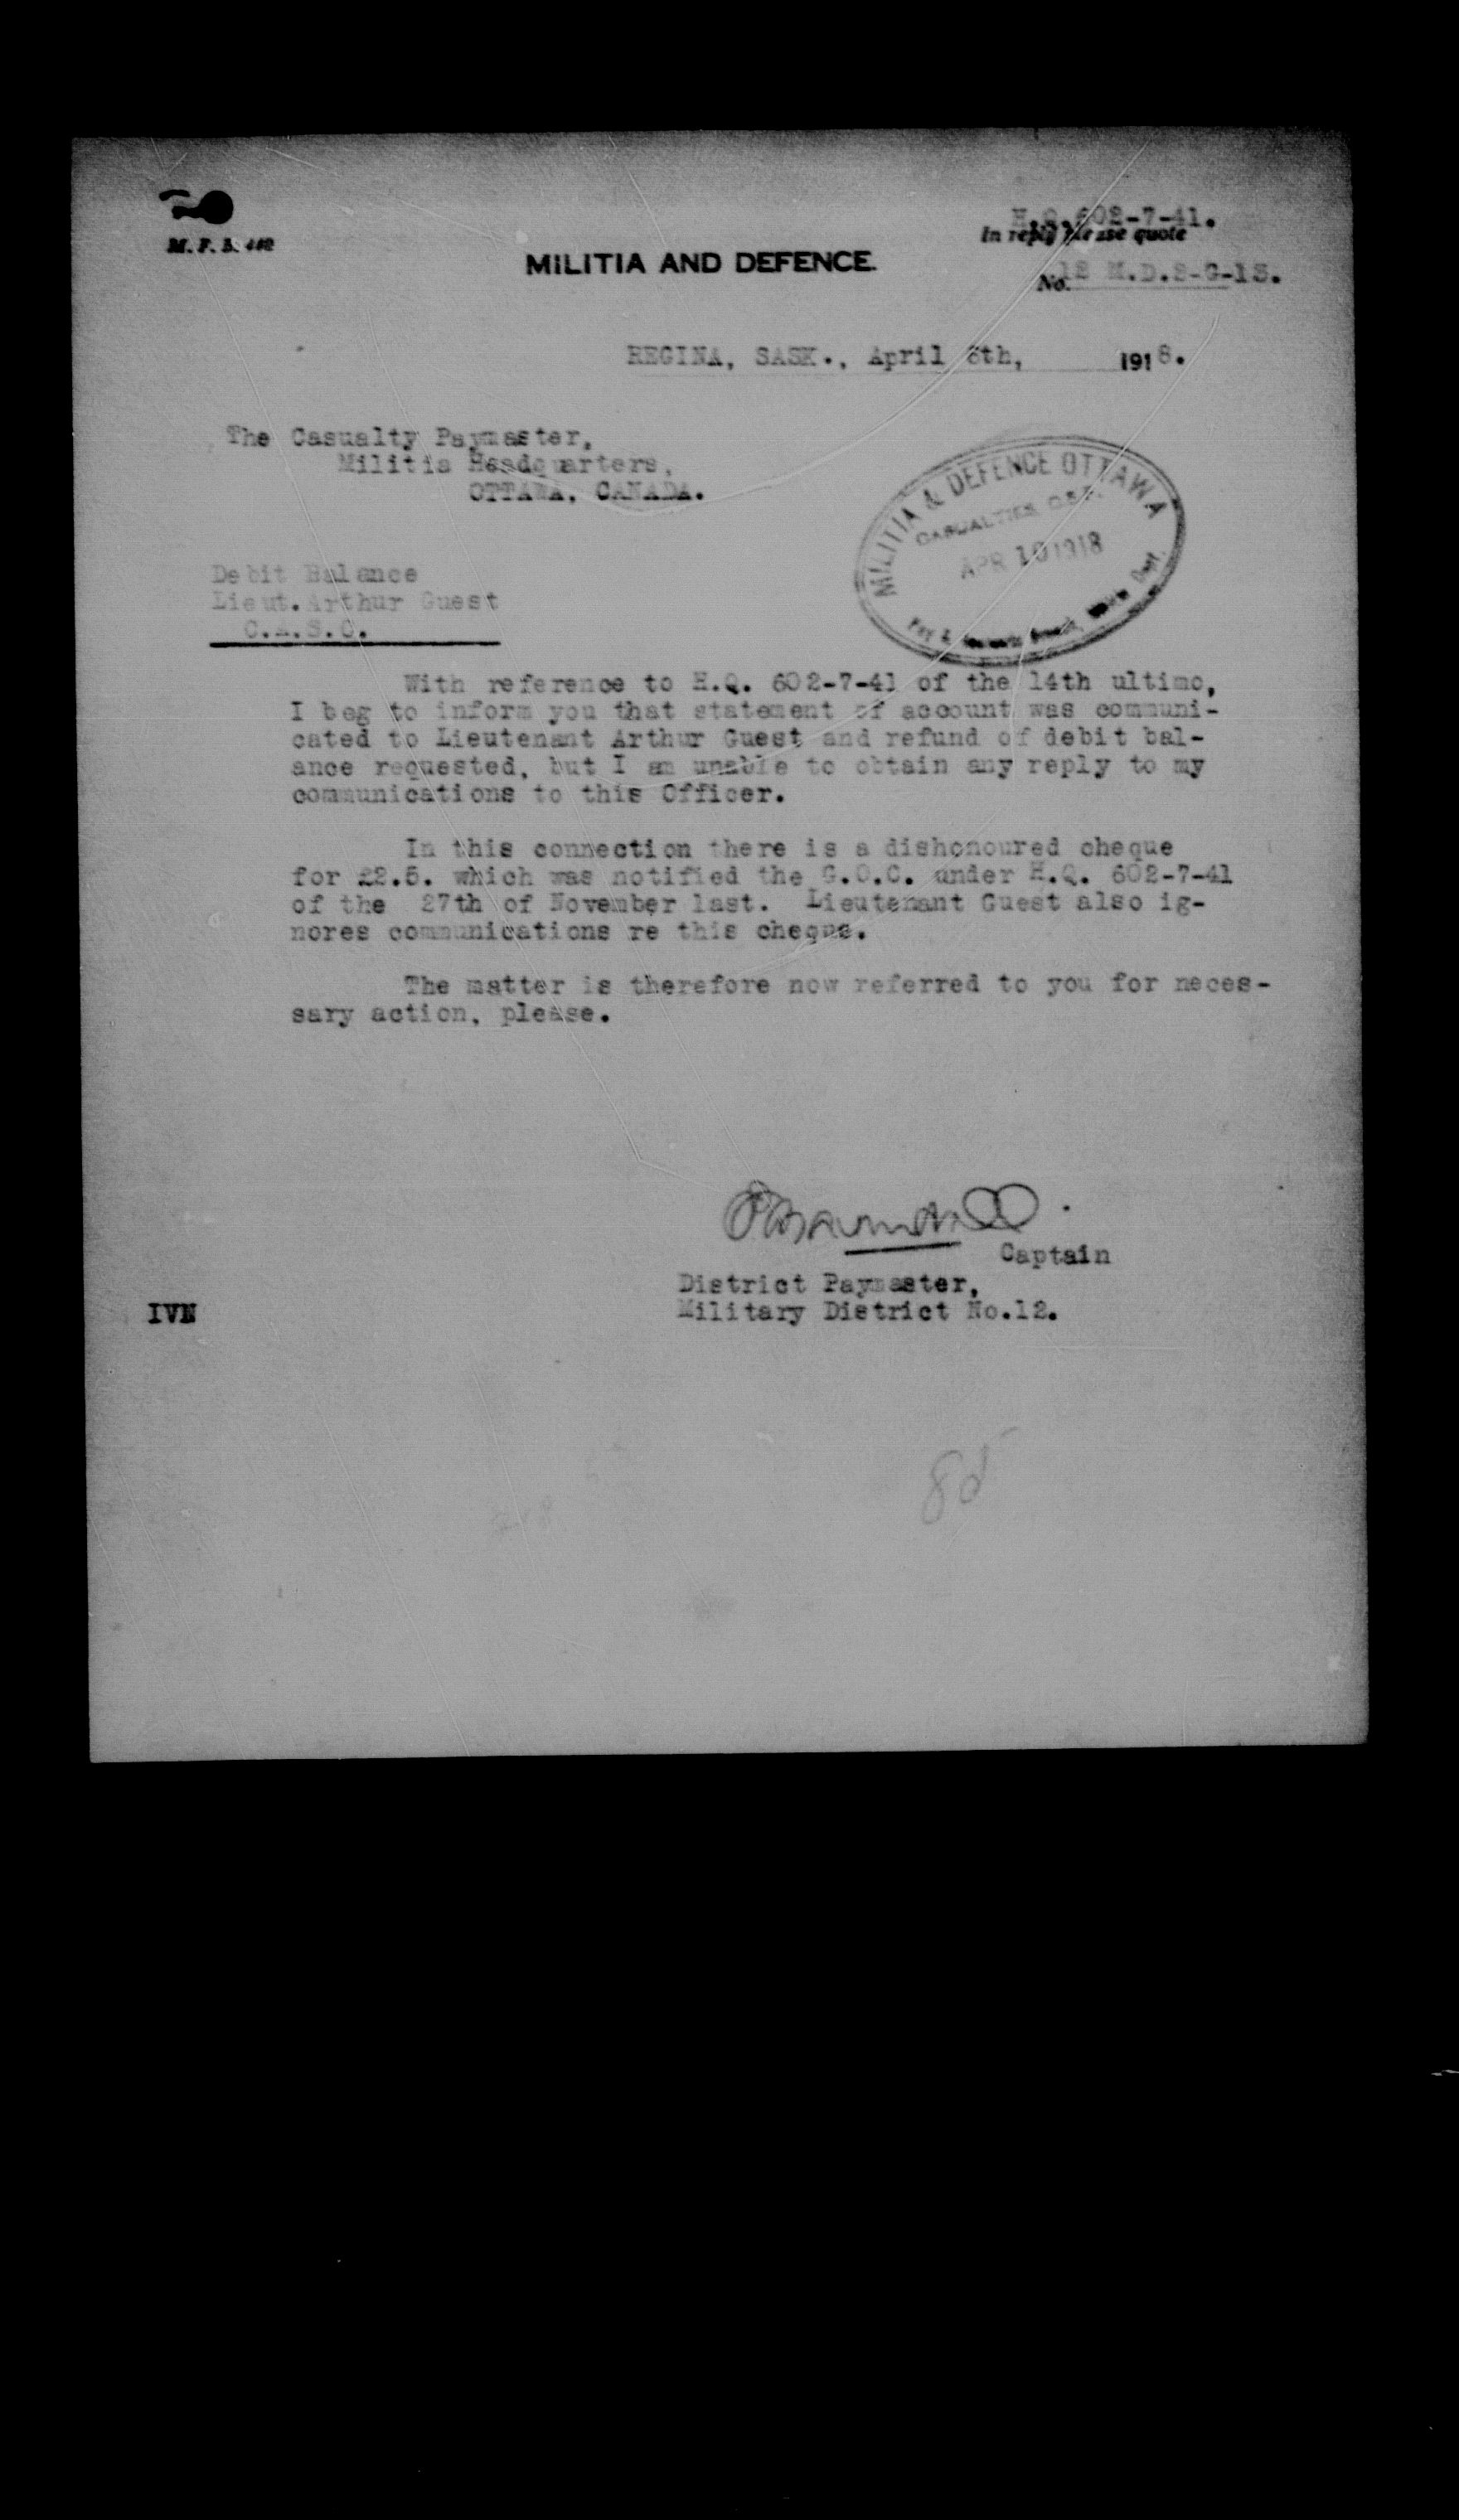 H.Q.602-7-41.
M. F. B. 442
In reply please quote
MILITIA AND DEFENCE.
No. 12 M.D.2-G-13.
REGINA, SASK., April 6th, 1918.
The Casualty Paymaster,
Militia Headquarters,
OTTAWA, CANADA.
MILITIA & DEFENCE OTTAWA
CASUALTIES
APR 10 1918
Pay &
Debit Balance
Lieut. Arthur Guest
C.A.S.C.
With reference to H.Q. 602-7-41 of the 14th ultimo,
I beg to inform you that statement of account was communi-
cated to Lieutenant Arthur Guest and refund of debit bal-
ance requested, but I am unable to obtain any reply to my
communications to this Officer.
In this connection there is a dishonoured cheque
for £2.5. which was notified the G.O.C. under H.Q. 602-7-41
of the 27th of November last. Lieutenant Guest also ig-
nores communications re this cheque.
The matter is therefore now referred to you for neces-
sary action, please.
Captain
District Paymaster,
Military District No.12.
IVN